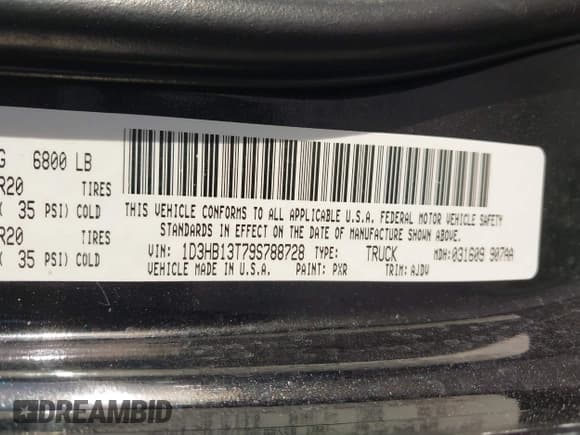 G 6800 LB
R20 TIRES
( 35 PSI) COLD
R20 TIRES
( 35 PSI) COLD
THIS VEHICLE CONFORMS TO ALL APPLICABLE U.S.A. FEDERAL MOTOR VEHICLE SAFETY
STANDARDS IN EFFECT ON THE DATE OF MANUFACTURE SHOWN ABOVE.
VIN: 1D3HB13T79S788728 TYPE: TRUCK MDH: 031609 907AA
VEHICLE MADE IN U.S.A. PAINT: PXR TRIM: AJDV
DREAMBID